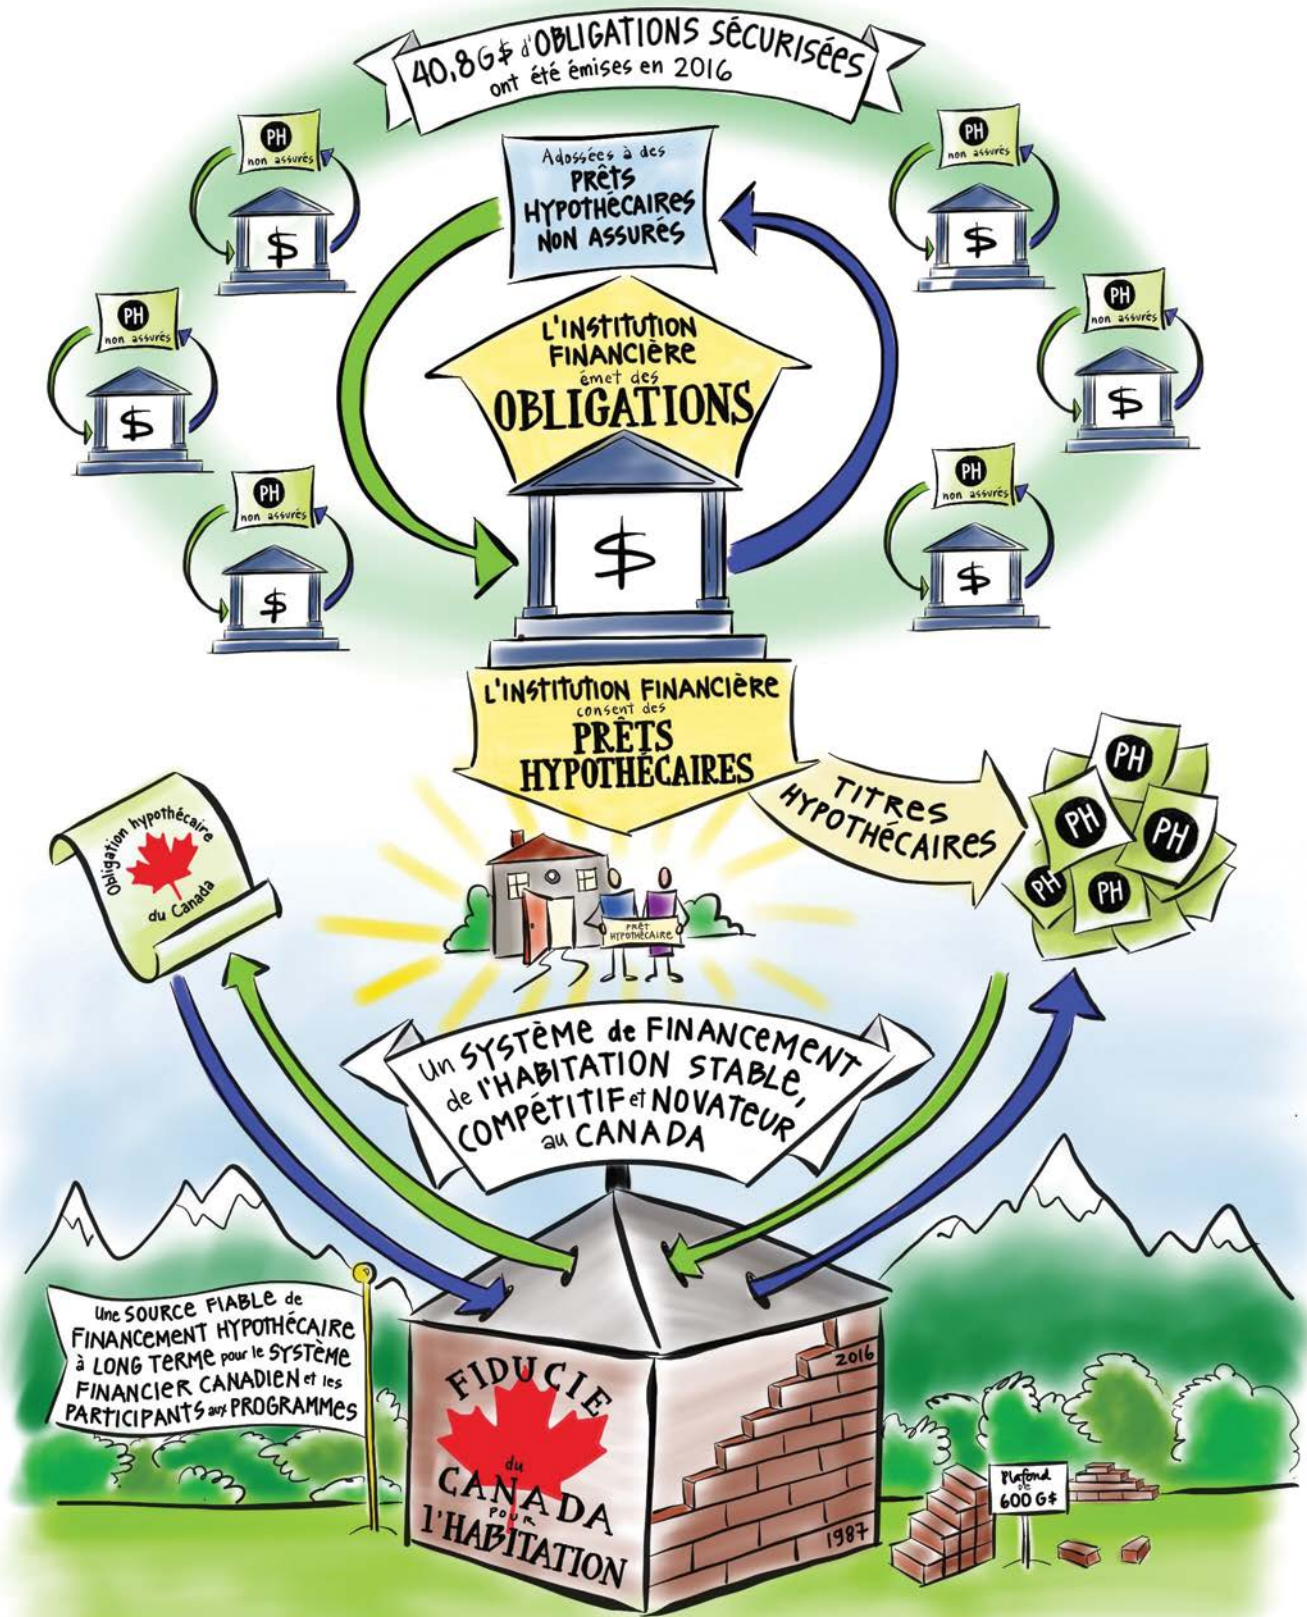 40,8G$ d'OBLIGATIONS SÉCURISÉES
ont été émises en 2016
PH
non assurés
PH
non assurés
Adossées à des
PRÊTS
HYPOTHÉCAIRES
NON ASSURÉS
PH
non assurés
PH
non assurés
L'INSTITUTION
FINANCIÈRE
émet des
OBLIGATIONS
$
$
$
$
PH
non assurés
PH
non assurés
$
$
$
L'INSTITUTION FINANCIÈRE
consent des
PRÊTS
HYPOTHÉCAIRES
TITRES
HYPOTHÉCAIRES
PH
PH
PH
PH
PH
Obligation hypothécaire
du Canada
PRÊT
HYPOTHÉCAIRE
Un SYSTÈME de FINANCEMENT
de l'HABITATION STABLE,
COMPÉTITIF et NOVATEUR
au CANADA
Une SOURCE FIABLE de
FINANCEMENT HYPOTHÉCAIRE
à LONG TERME pour le SYSTÈME
FINANCIER CANADIEN et les
PARTICIPANTS aux PROGRAMMES
FIDUCIE
du
CANADA
POUR
l'HABITATION
2016
1987
Plafond
de
600 G$